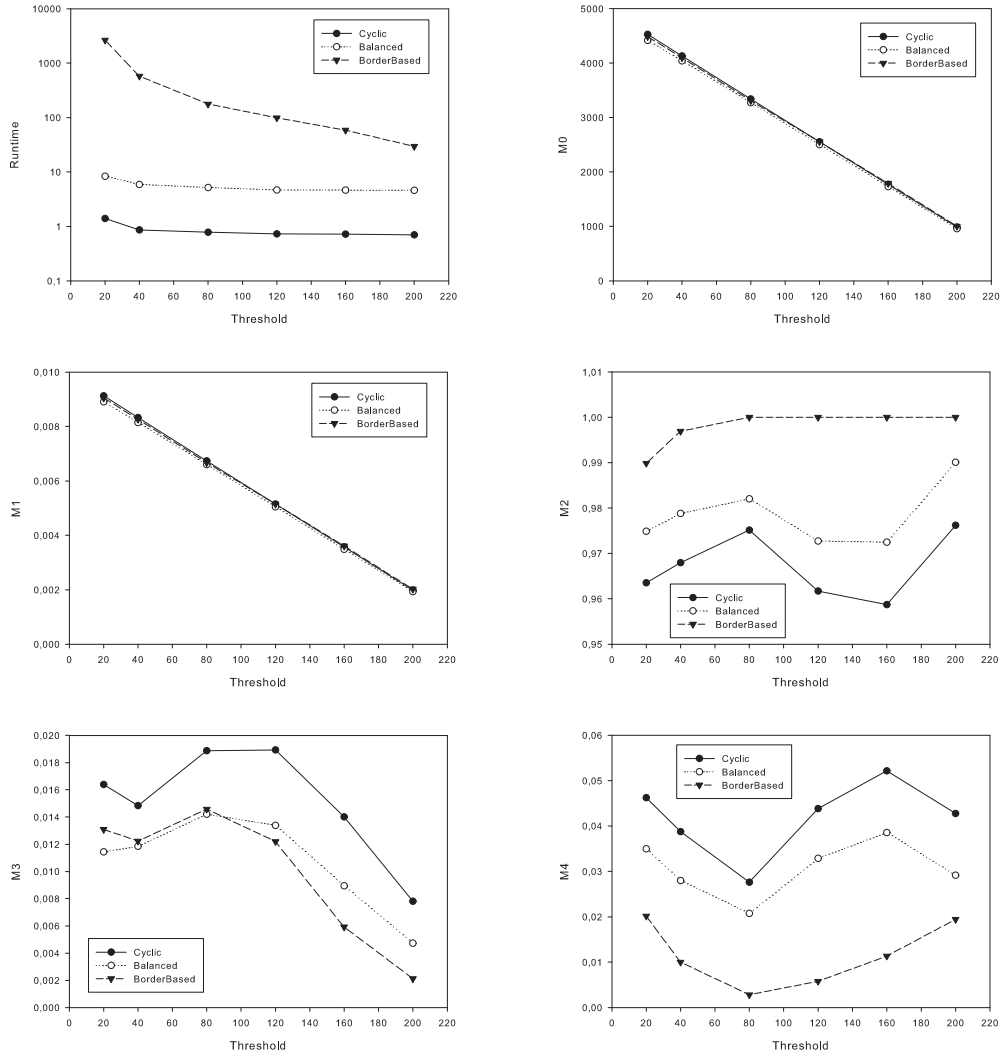 10000
1000
100
10
1
0,1
Runtime
0 20 40 60 80 100 120 140 160 180 200 220
Threshold
Cyclic
Balanced
BorderBased
5000
4000
3000
2000
1000
0
M0
0 20 40 60 80 100 120 140 160 180 200 220
Threshold
Cyclic
Balanced
BorderBased
0,010
0,008
0,006
0,004
0,002
0,000
M1
0 20 40 60 80 100 120 140 160 180 200 220
Threshold
Cyclic
Balanced
BorderBased
1,01
1,00
0,99
0,98
0,97
0,96
0,95
M2
0 20 40 60 80 100 120 140 160 180 200 220
Threshold
Cyclic
Balanced
BorderBased
0,020
0,018
0,016
0,014
0,012
0,010
0,008
0,006
0,004
0,002
0,000
M3
0 20 40 60 80 100 120 140 160 180 200 220
Threshold
Cyclic
Balanced
BorderBased
0,06
0,05
0,04
0,03
0,02
0,01
0,00
M4
0 20 40 60 80 100 120 140 160 180 200 220
Threshold
Cyclic
Balanced
BorderBased